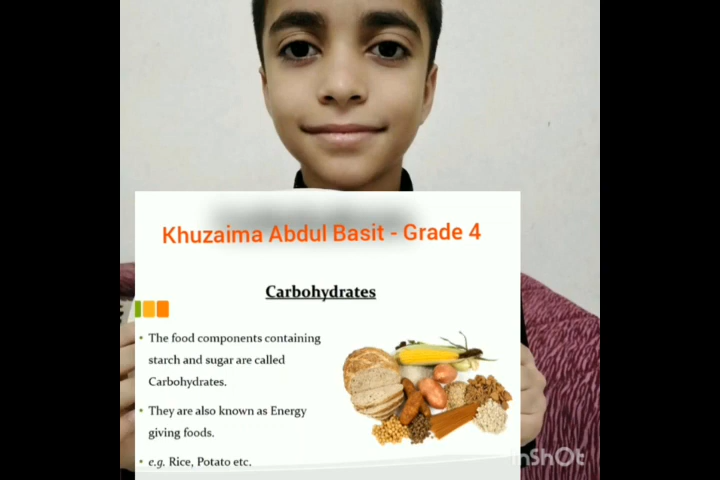 Khuzaima Abdul Basit - Grade 4
Carbohydrates
• The food components containing
starch and sugar are called
Carbohydrates.
• They are also known as Energy
giving foods.
• e.g. Rice, Potato etc.
InShOt